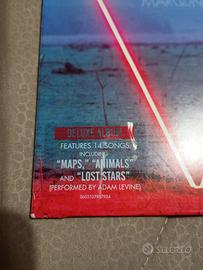 MAROON
DELUXE ALBUM
FEATURES 14 SONGS,
INCLUDING
"MAPS," "ANIMALS"
AND "LOST STARS"
(PERFORMED BY ADAM LEVINE)
subito